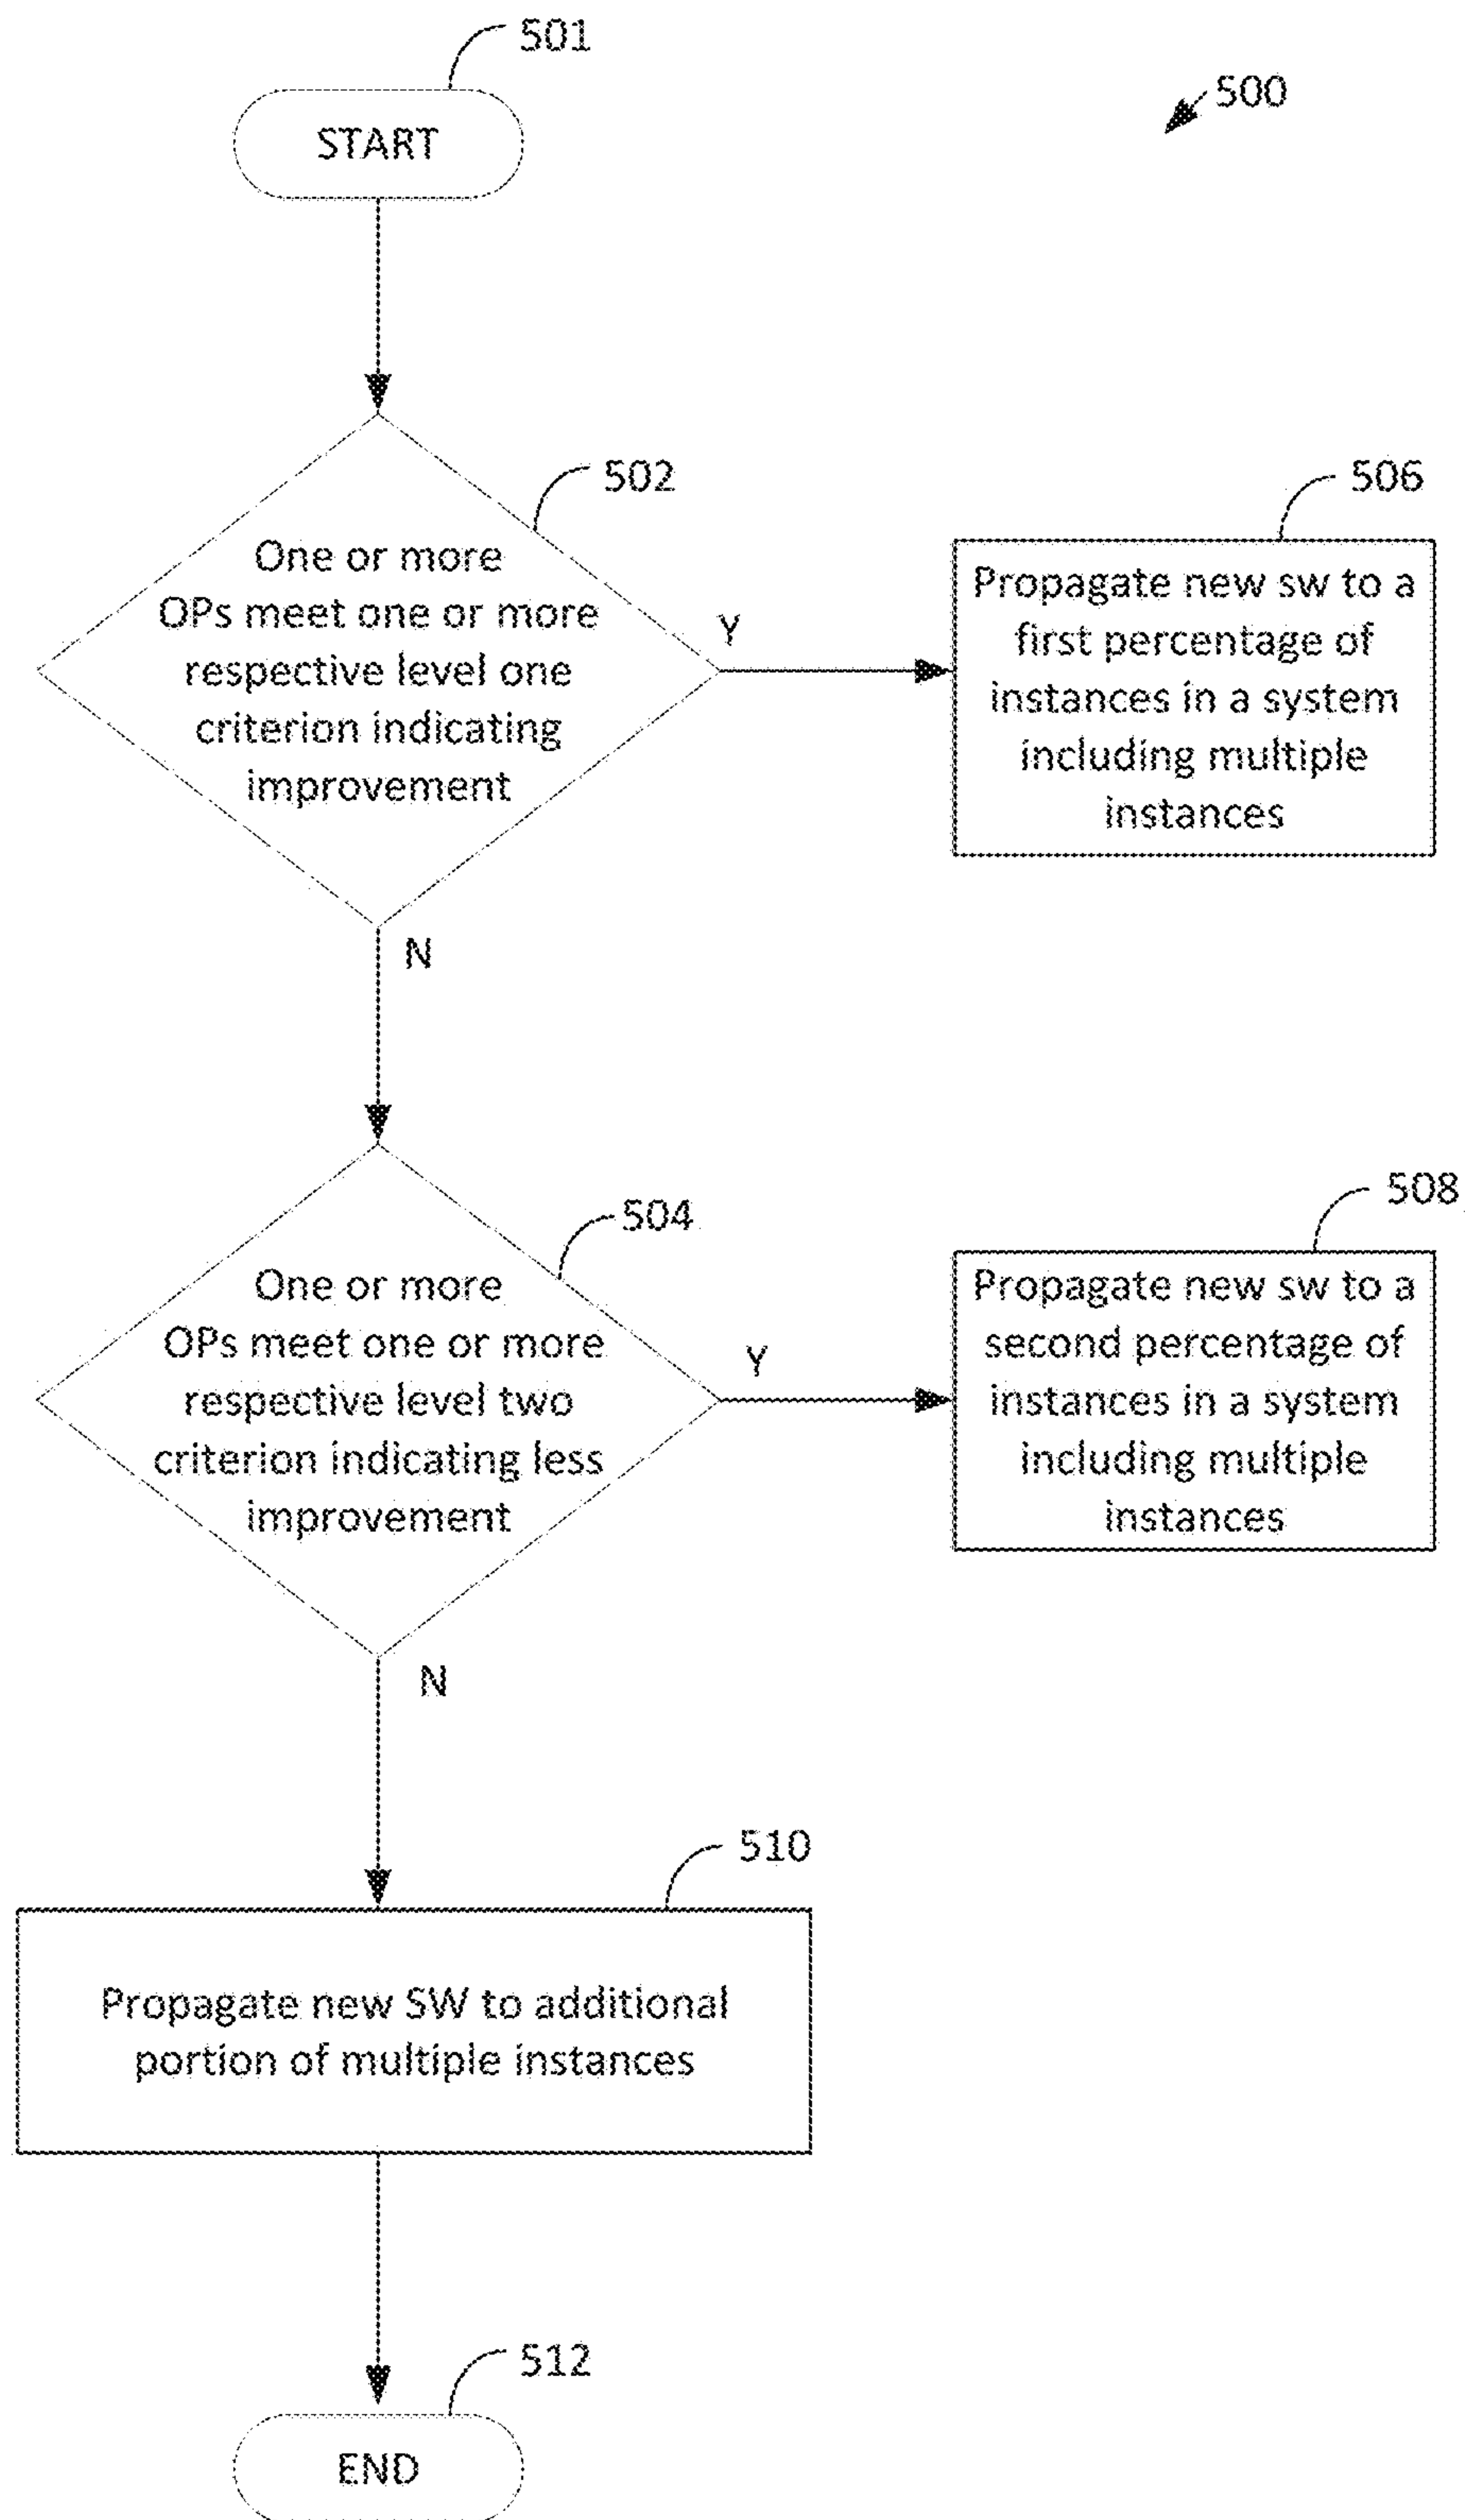 501
500
START
502
One or more
OPs meet one or more
respective level one
criterion indicating
improvement
Y
506
Propagate new sw to a
first percentage of
instances in a system
including multiple
instances
N
504
One or more
OPs meet one or more
respective level two
criterion indicating less
improvement
Y
508
Propagate new sw to a
second percentage of
instances in a system
including multiple
instances
N
510
Propagate new SW to additional
portion of multiple instances
512
END